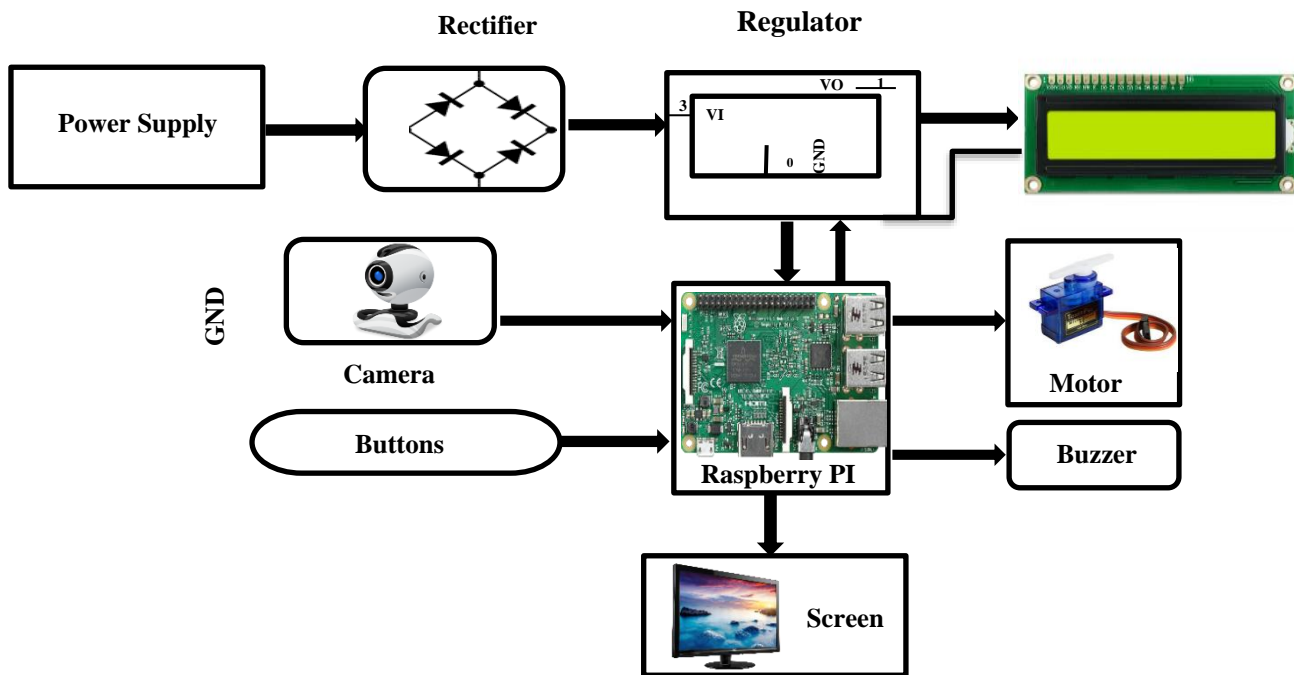 Rectifier
Regulator
Power Supply
VO 1
3
VI
0
GND
GND
Camera
Motor
Buttons
Buzzer
Raspberry PI
Screen